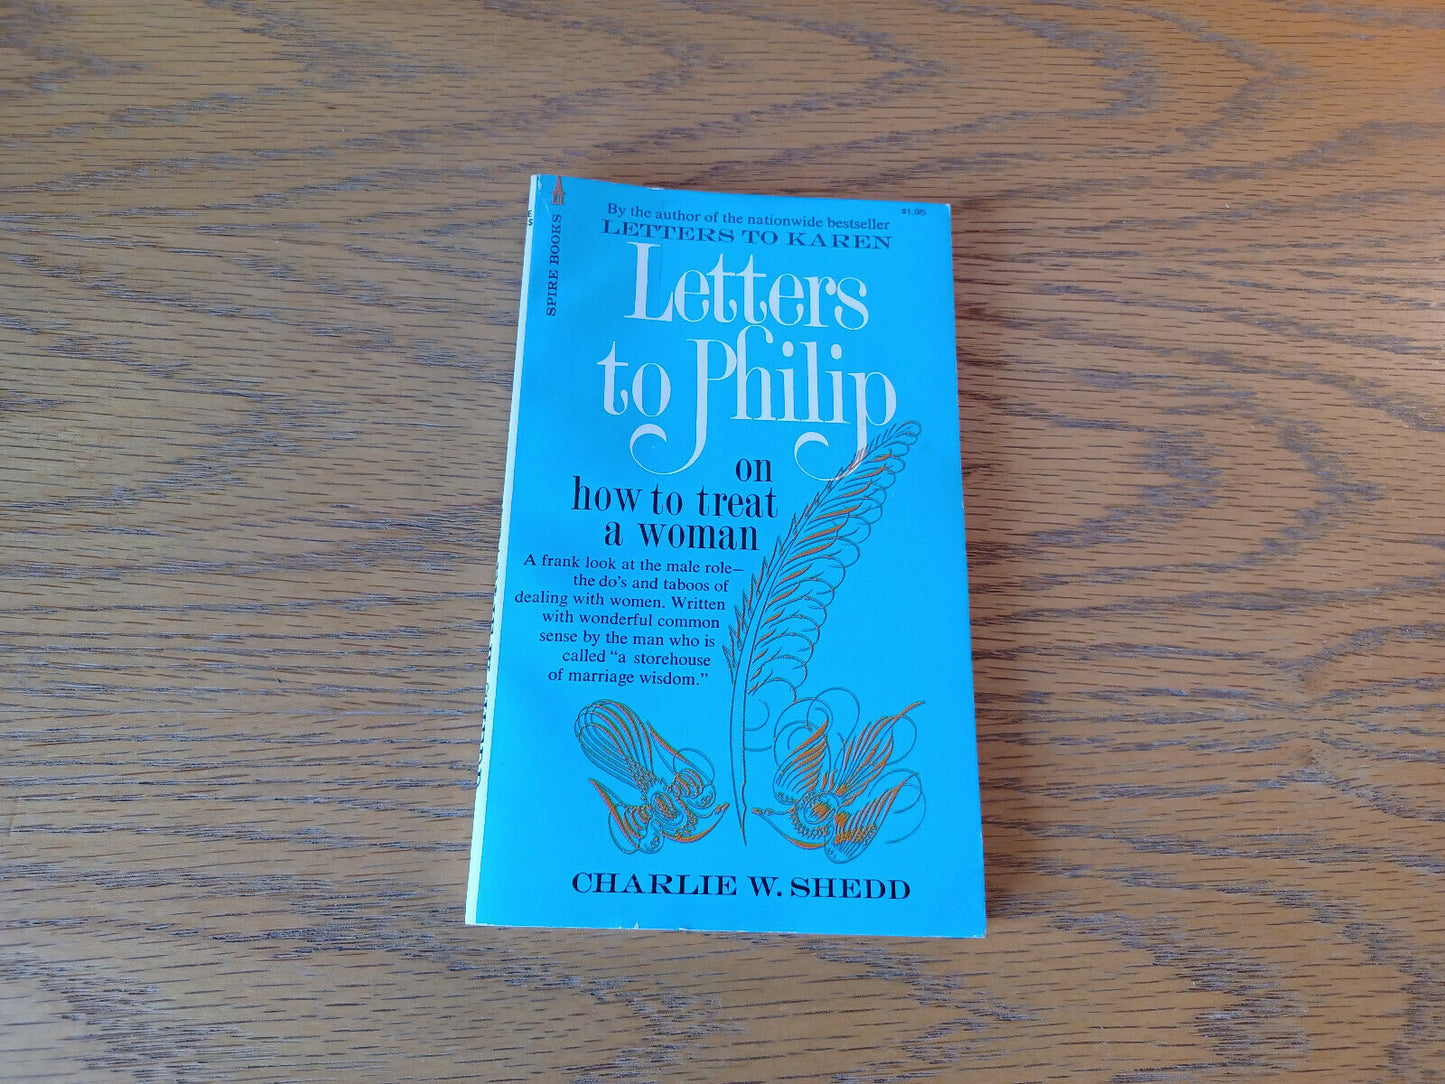 SPIRE BOOKS
By the author of the nationwide bestseller
LETTERS TO KAREN
$1.95
Letters
to Philip
on
how to treat
a woman
A frank look at the male role—
the do's and taboos of
dealing with women. Written
with wonderful common
sense by the man who is
called “a storehouse
of marriage wisdom.”
CHARLIE W. SHEDD